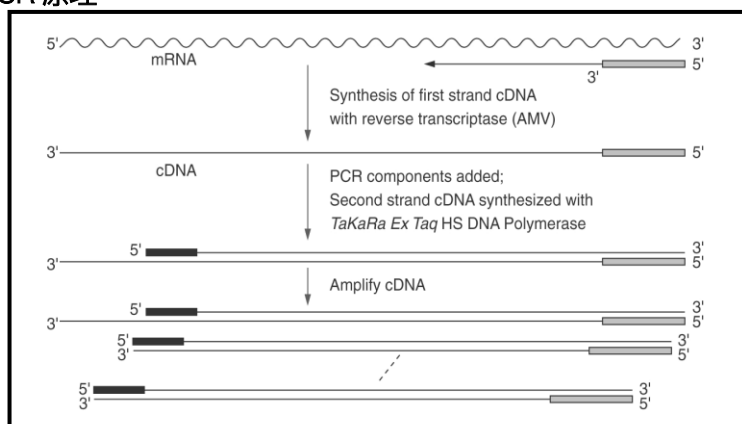 5' 3'
mRNA 3' 5'
Synthesis of first strand cDNA
with reverse transcriptase (AMV)
3' 5'
cDNA
PCR components added;
Second strand cDNA synthesized with
TaKaRa Ex Taq HS DNA Polymerase
5' 3'
3' 5'
Amplify cDNA
5' 3'
3' 5'
5' 3'
3' 5'
5' 3'
3' 5'